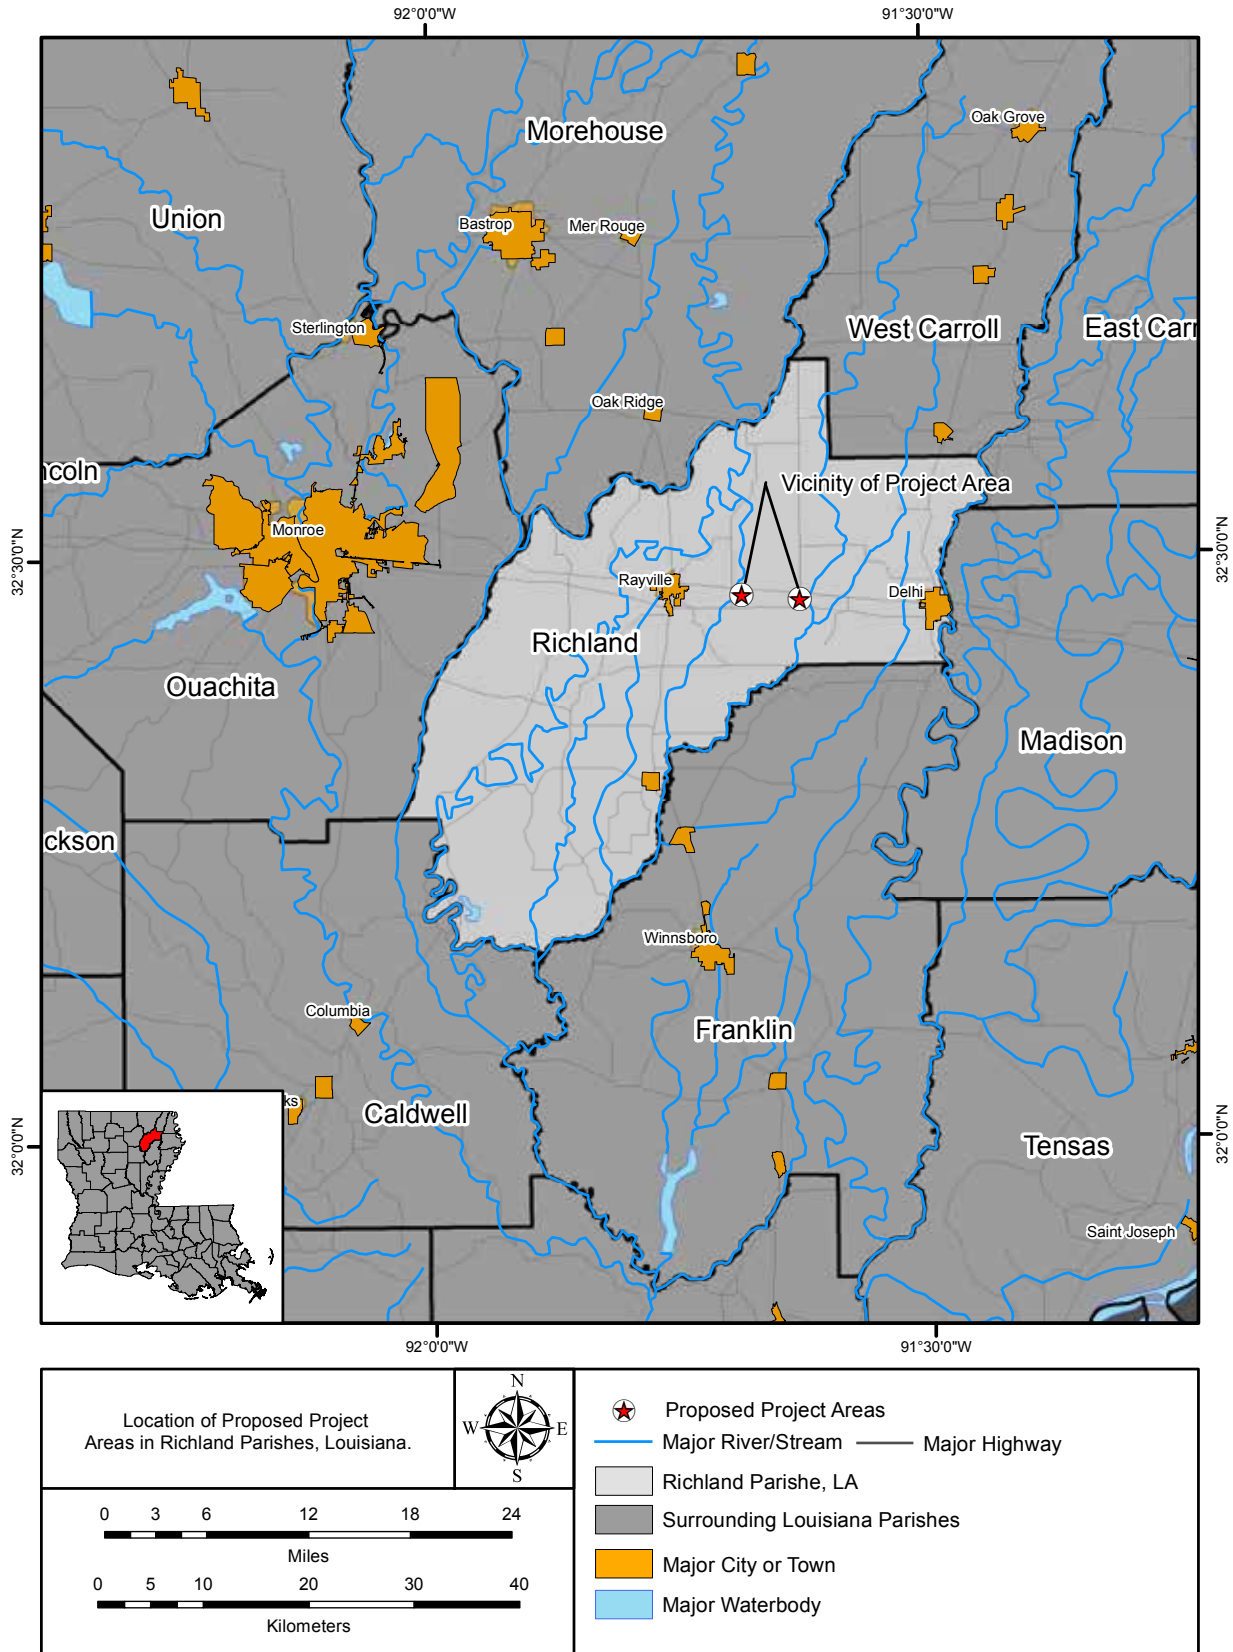 92°0'0"W
91°30'0"W
Oak Grove
Morehouse
Union
Bastrop
Mer Rouge
Sterlington
West Carroll
East Carr
Oak Ridge
ncoln
Vicinity of Project Area
Monroe
32°30'0"N
32°30'0"N
Rayville
Delhi
Richland
Ouachita
Madison
ckson
Winnsboro
Columbia
Franklin
ks
Caldwell
Tensas
32°0'0"N
32°0'0"N
Saint Joseph
92°0'0"W
91°30'0"W
Location of Proposed Project
Areas in Richland Parishes, Louisiana.
N
W E
S
0 3 6 12 18 24
Miles
0 5 10 20 30 40
Kilometers
Proposed Project Areas
Major River/Stream
Major Highway
Richland Parishe, LA
Surrounding Louisiana Parishes
Major City or Town
Major Waterbody